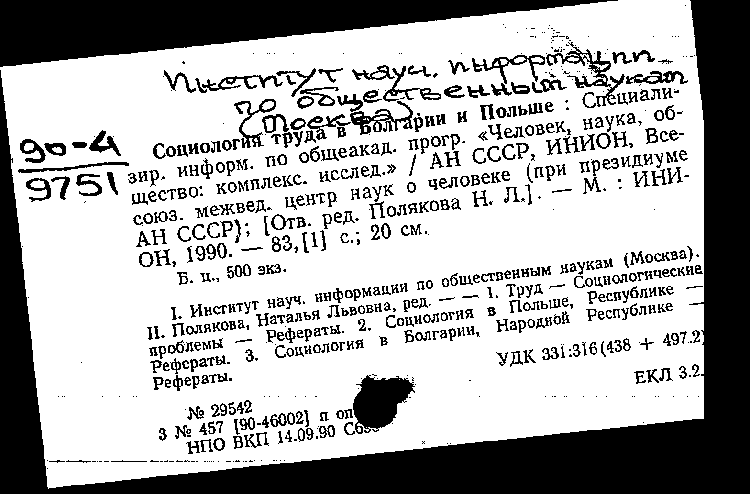 Институт науч. информации
по общественным наукам
(Москва)
90-4
9751
Социология труда в Болгарии и Польше : Специали-
зир. информ. по общеакад. прогр. «Человек, наука, об-
щество: комплекс. исслед.» / АН СССР, ИНИОН, Все-
союз. межвед. центр наук о человеке (при президиуме
АН СССР); [Отв. ред. Полякова Н. Л.]. — М. : ИНИ-
ОН, 1990. — 83,[1] с.; 20 см.
Б. ц., 500 экз.
I. Институт науч. информации по общественным наукам (Москва).
II. Полякова, Наталья Львовна, ред. — — 1. Труд — Социологические
проблемы — Рефераты. 2. Социология в Польше, Республике —
Рефераты. 3. Социология в Болгарии, Народной Республике —
Рефераты.
УДК 331:316(438 + 497.2)
ЕКЛ 3.2.
№ 29542
3 № 457 [90-46002] п оп
НПО ВКП 14.09.90